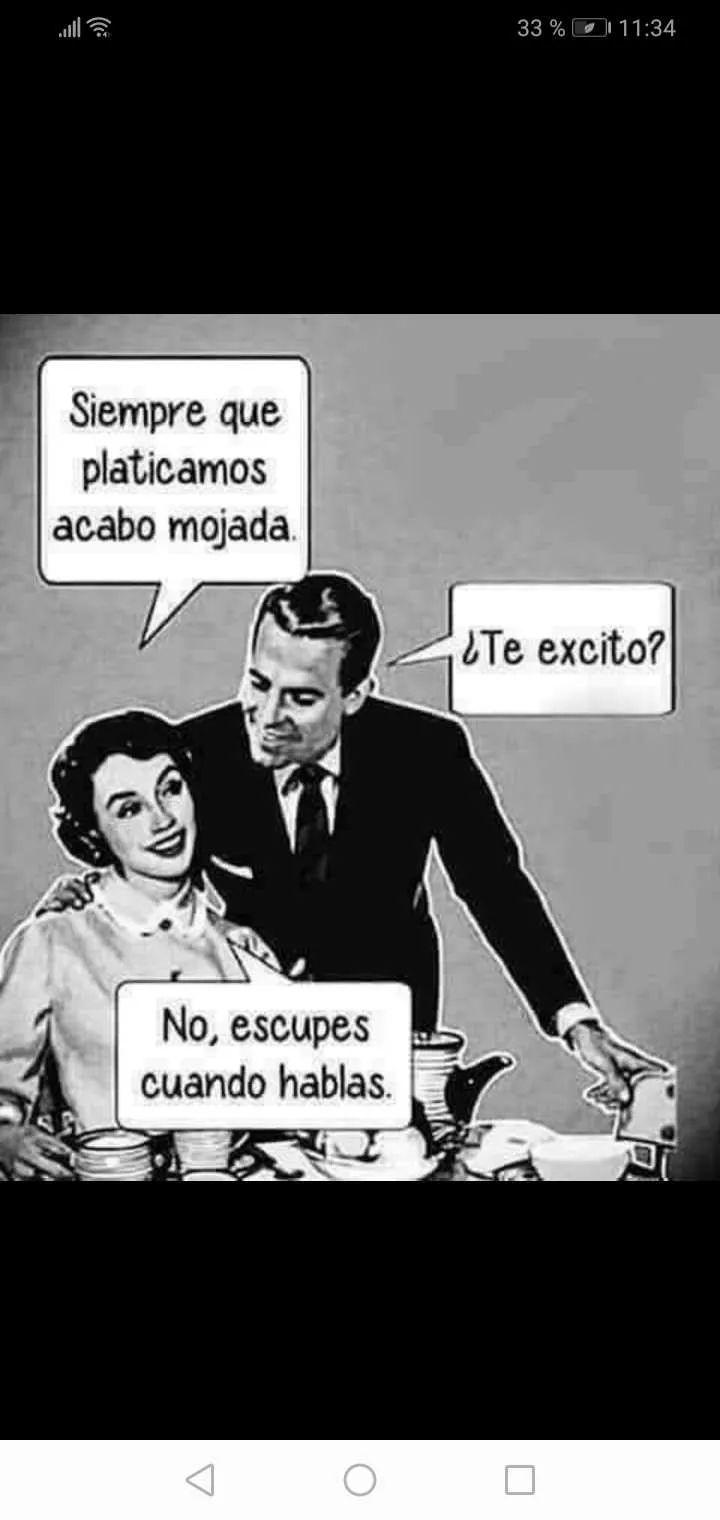 33 % 11:34
Siempre que
platicamos
acabo mojada.
¿Te excito?
No, escupes
cuando hablas.